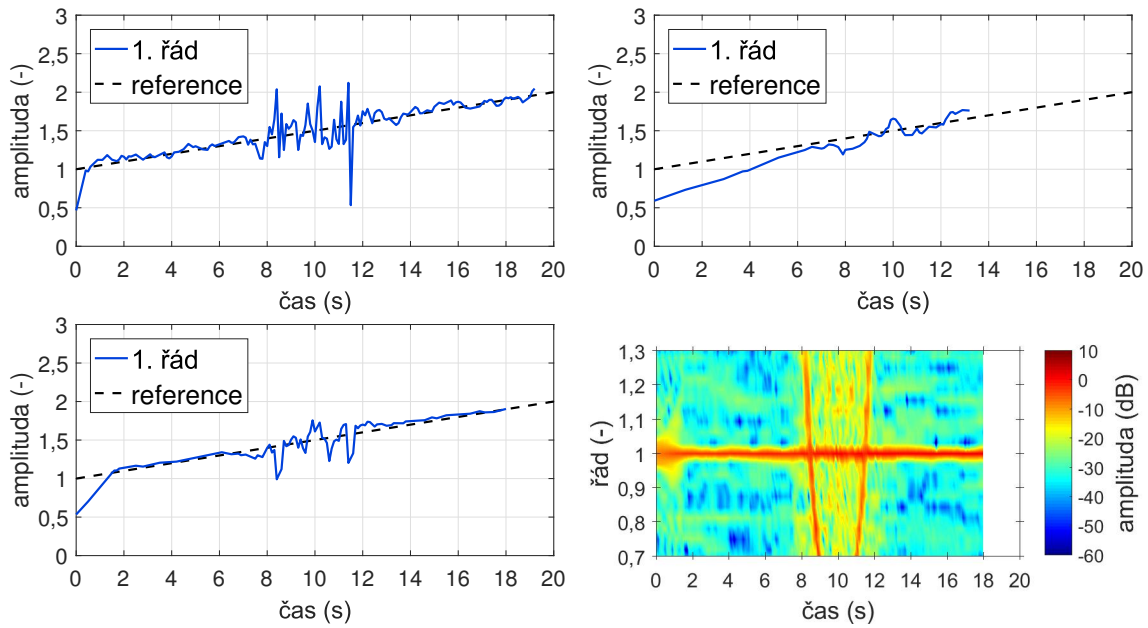 3
2,5
2
1,5
1
0,5
0
amplituda (-)
1. řád
reference
0 2 4 6 8 10 12 14 16 18 20
čas (s)
3
2,5
2
1,5
1
0,5
0
amplituda (-)
1. řád
reference
0 2 4 6 8 10 12 14 16 18 20
čas (s)
3
2,5
2
1,5
1
0,5
0
amplituda (-)
1. řád
reference
0 2 4 6 8 10 12 14 16 18 20
čas (s)
1,3
1,2
1,1
1
0,9
0,8
0,7
řád (-)
0 2 4 6 8 10 12 14 16 18 20
čas (s)
10
0
-10
-20
-30
-40
-50
-60
amplituda (dB)